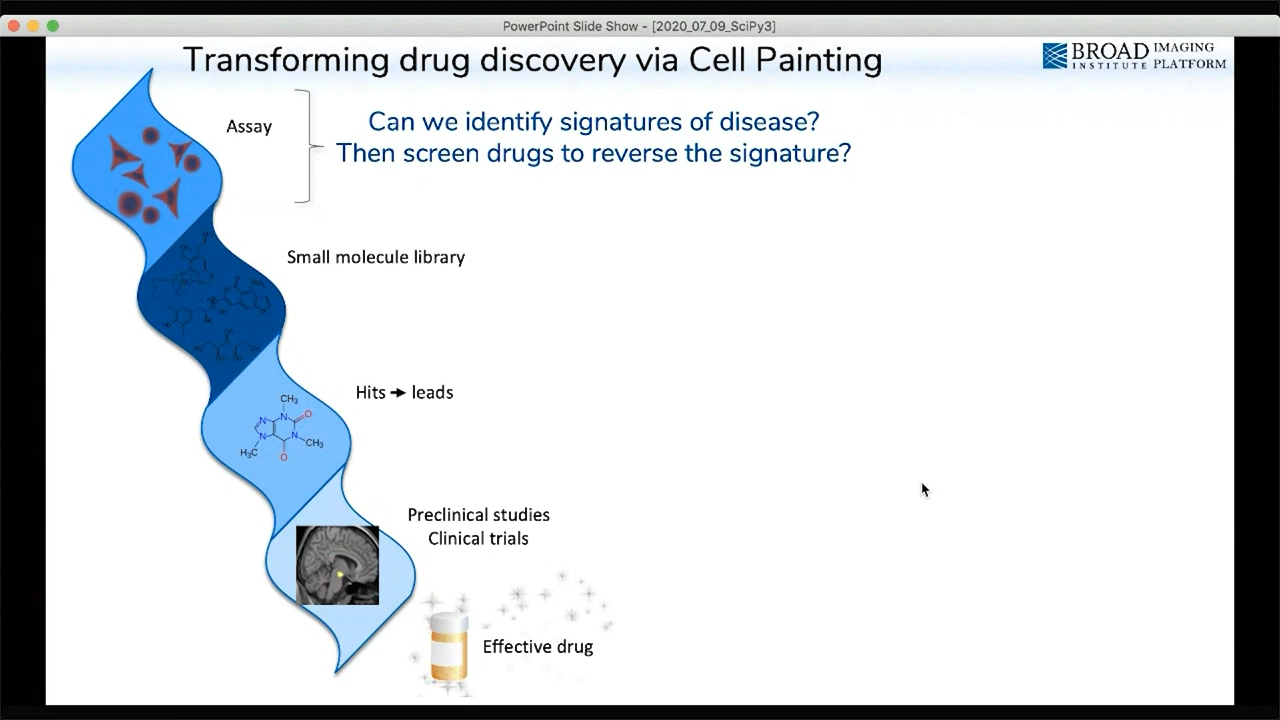 PowerPoint Slide Show - [2020_07_09_SciPy3]
Transforming drug discovery via Cell Painting
BROAD INSTITUTE
IMAGING PLATFORM
Assay
Can we identify signatures of disease?
Then screen drugs to reverse the signature?
Small molecule library
Hits → leads
CH3
N
N
O
N
N
CH3
H3C
O
Preclinical studies
Clinical trials
Effective drug